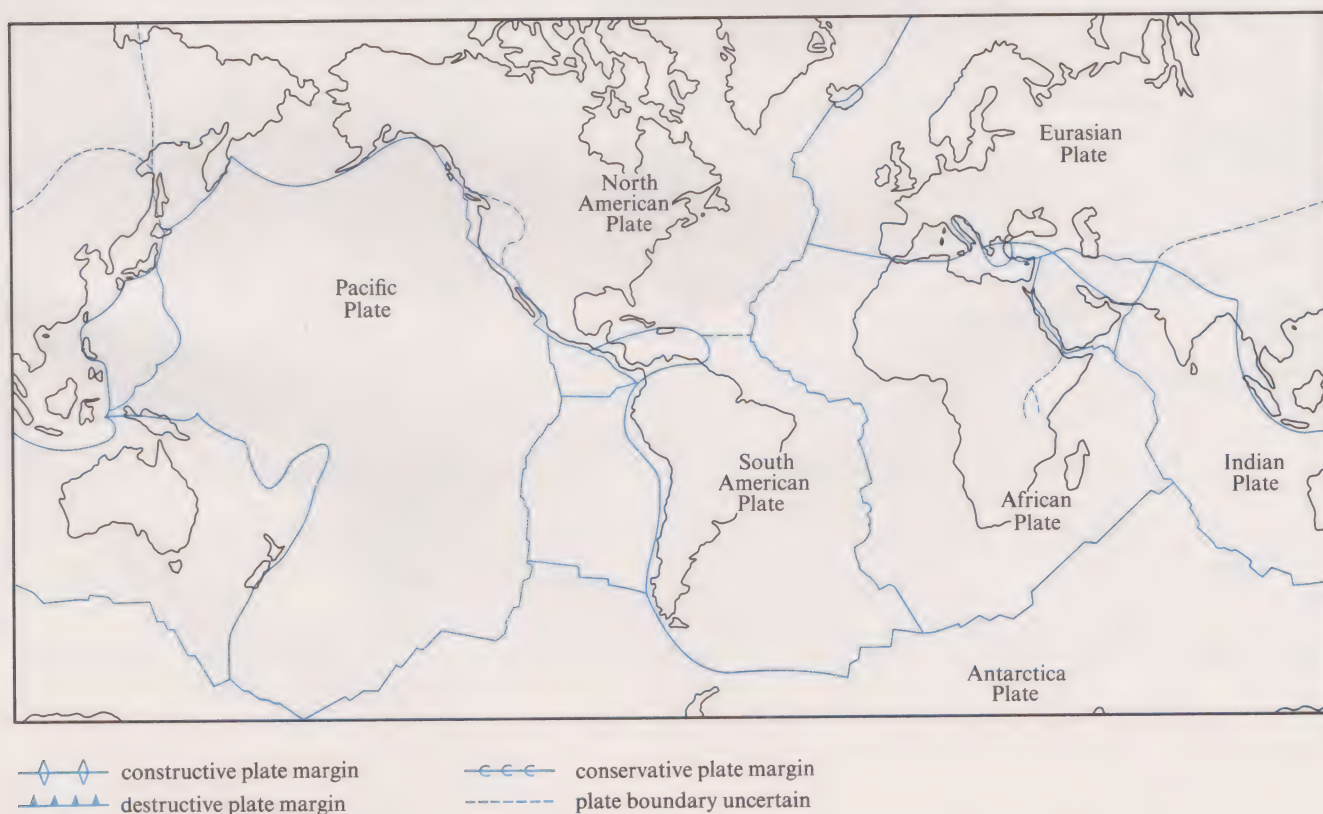 Eurasian
Plate
North
American
Plate
Pacific
Plate
South
American
Plate
African
Plate
Indian
Plate
Antarctica
Plate
constructive plate margin
conservative plate margin
destructive plate margin
plate boundary uncertain